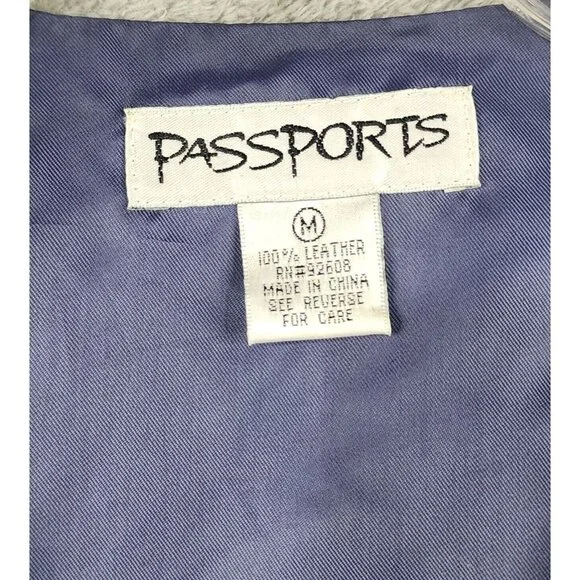 PASSPORTS
M
100% LEATHER
RN#92608
MADE IN CHINA
SEE REVERSE
FOR CARE